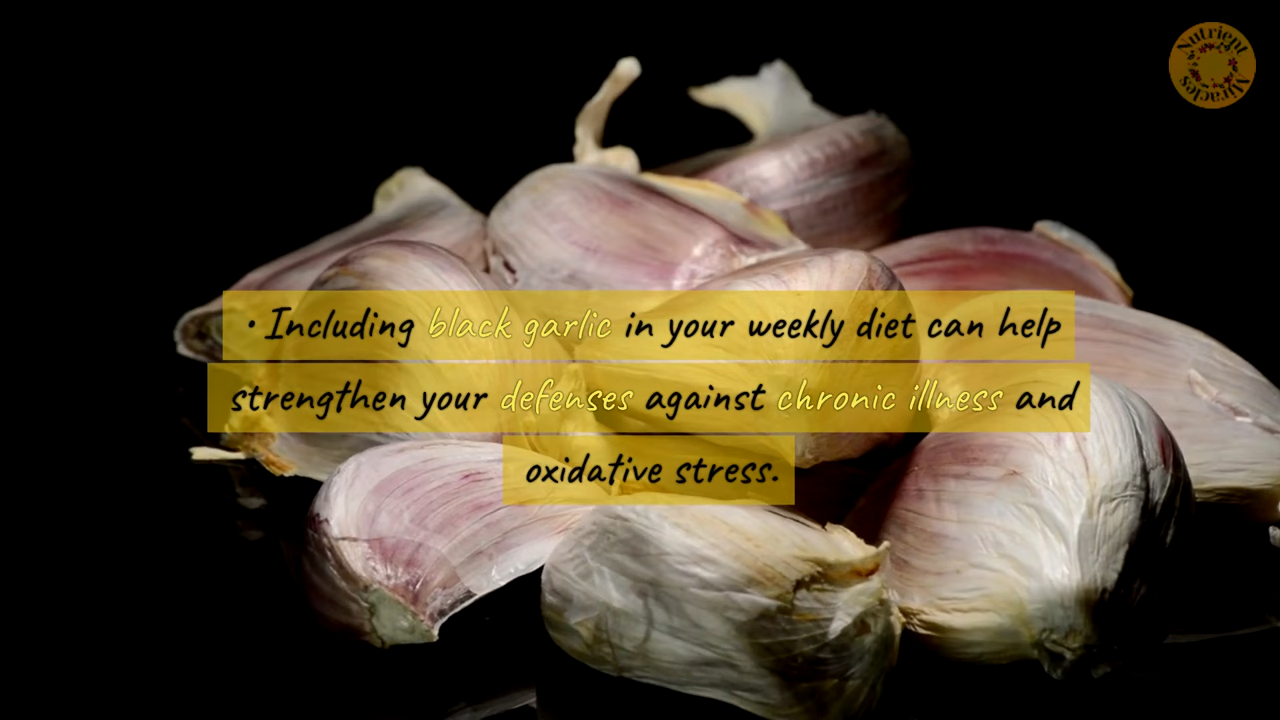 Nutrient
Miracles
· Including black garlic in your weekly diet can help
strengthen your defenses against chronic illness and
oxidative stress.